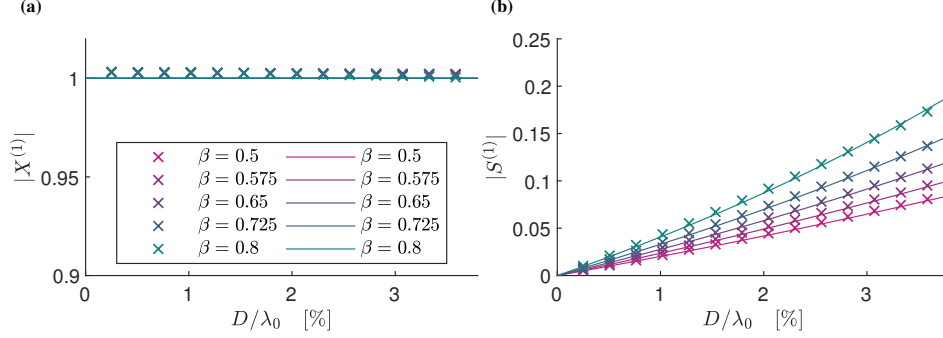 (a)
1
0.95
0.9
0 1 2 3
|X^{(1)}|
D/λ₀ [%]
β = 0.5 β = 0.5
β = 0.575 β = 0.575
β = 0.65 β = 0.65
β = 0.725 β = 0.725
β = 0.8 β = 0.8
(b)
0.25
0.2
0.15
0.1
0.05
0
0 1 2 3
|S^{(1)}|
D/λ₀ [%]